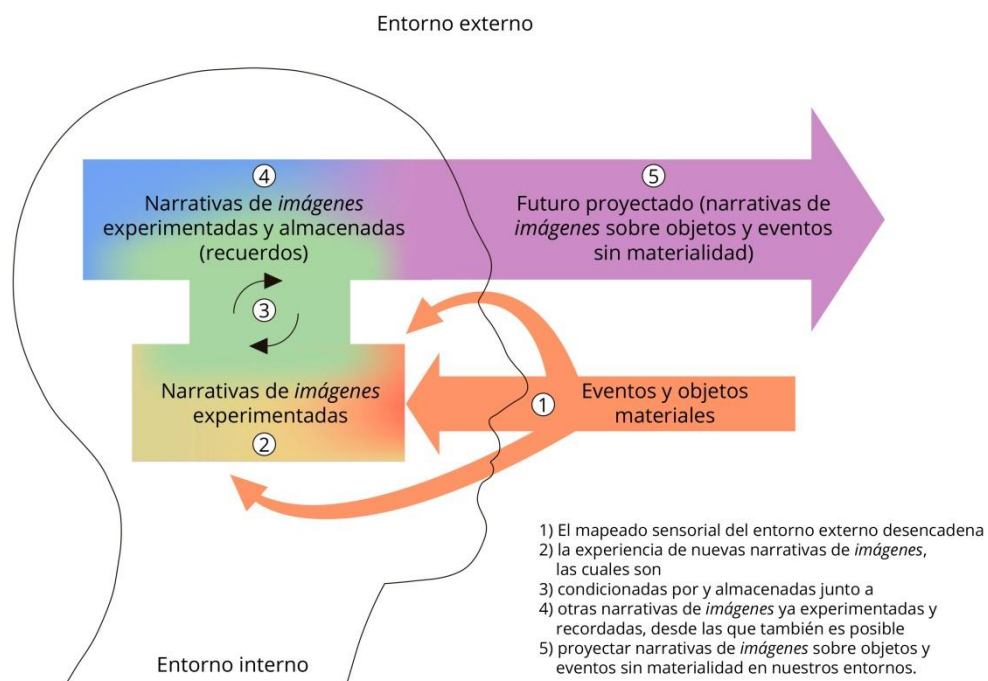 Entorno externo
4
Narrativas de imágenes
experimentadas y almacenadas
(recuerdos)
5
Futuro proyectado (narrativas de
imágenes sobre objetos y eventos
sin materialidad)
3
Narrativas de imágenes
experimentadas
2
1
Eventos y objetos
materiales
1) El mapeado sensorial del entorno externo desencadena
2) la experiencia de nuevas narrativas de imágenes,
las cuales son
3) condicionadas por y almacenadas junto a
4) otras narrativas de imágenes ya experimentadas y
recordadas, desde las que también es posible
5) proyectar narrativas de imágenes sobre objetos y
eventos sin materialidad en nuestros entornos.
Entorno interno